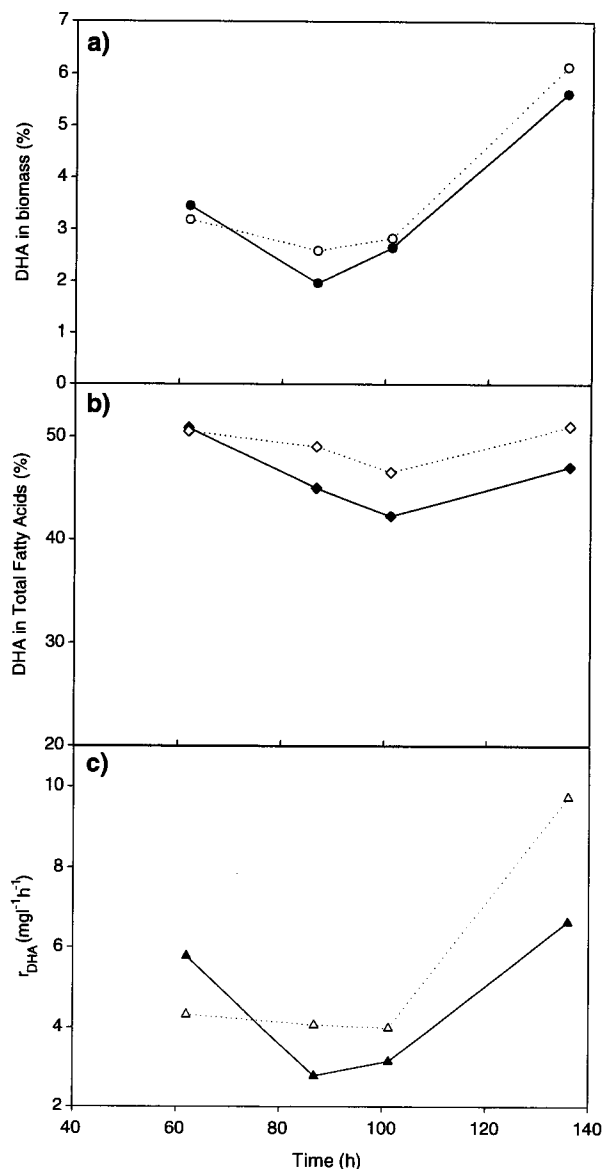 a)
DHA in biomass (%)
7
6
5
4
3
2
1
0
b)
DHA in Total Fatty Acids (%)
50
40
30
20
c)
r_DHA (mgl⁻¹h⁻¹)
10
8
6
4
2
40 60 80 100 120 140
Time (h)